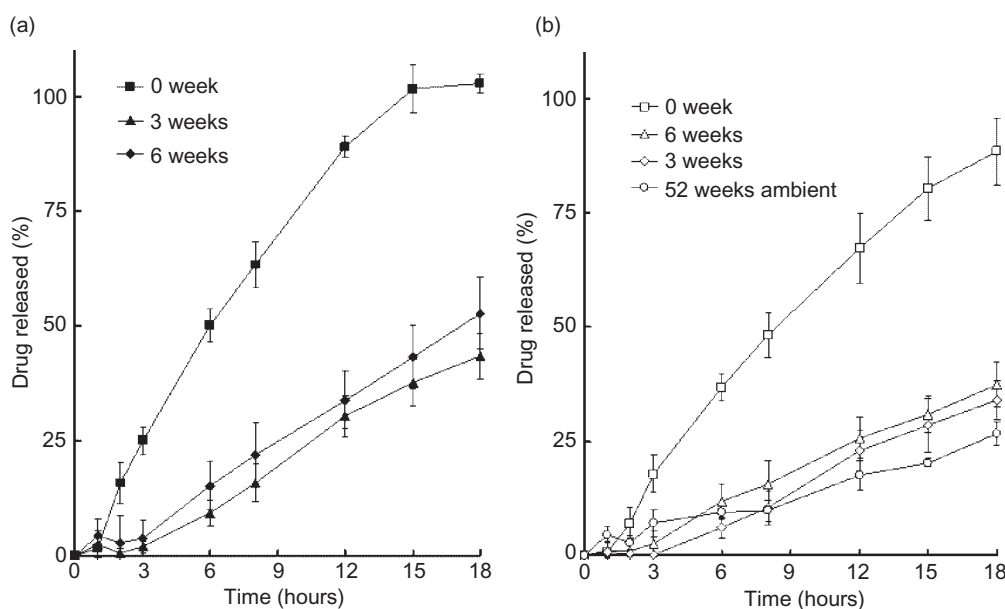 (a)
100
75
50
25
0
0 week
3 weeks
6 weeks
0 3 6 9 12 15 18
Drug released (%)
Time (hours)
(b)
100
75
50
25
0
0 week
6 weeks
3 weeks
52 weeks ambient
0 3 6 9 12 15 18
Drug released (%)
Time (hours)